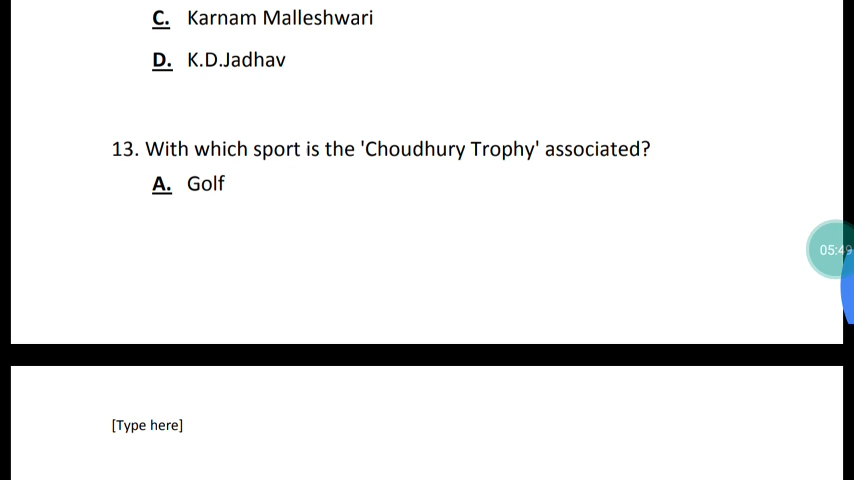 C. Karnam Malleshwari
D. K.D.Jadhav
13. With which sport is the 'Choudhury Trophy' associated?
A. Golf
05:49
[Type here]